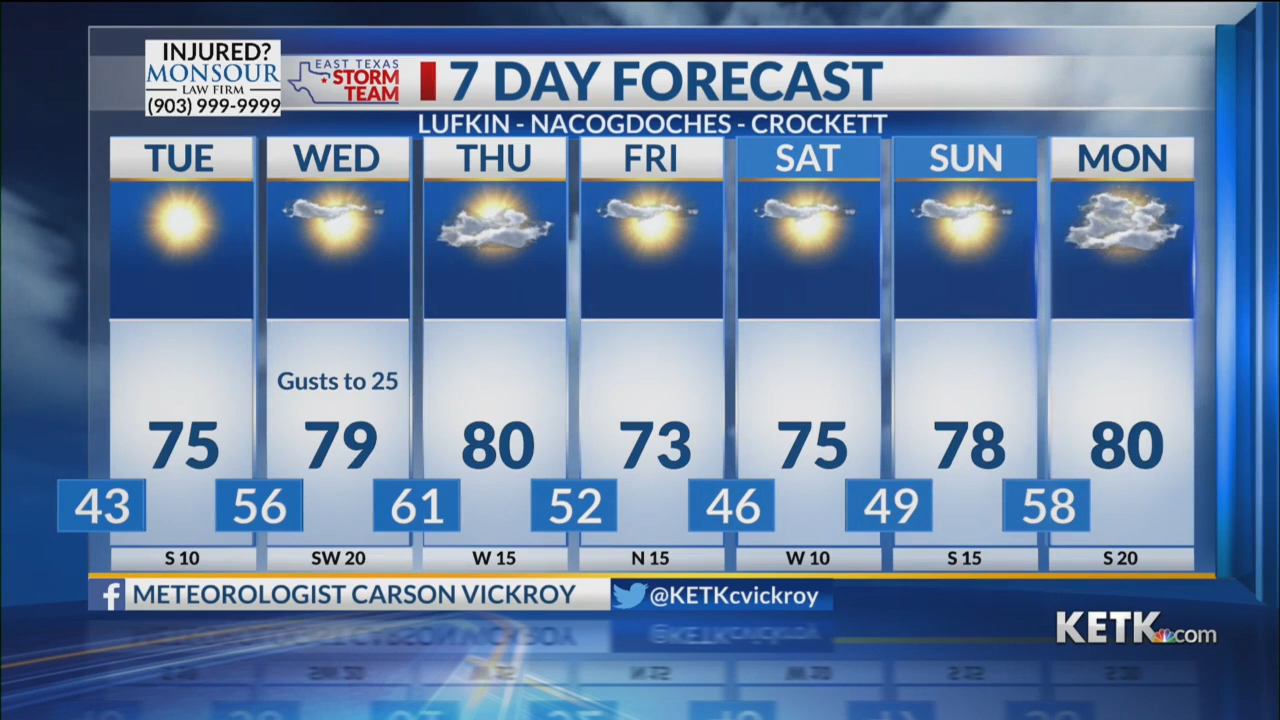 INJURED?
MONSOUR
LAW FIRM
(903) 999-9999
EAST TEXAS
STORM
TEAM
7 DAY FORECAST
LUFKIN - NACOGDOCHES - CROCKETT
TUE WED THU FRI SAT SUN MON
Gusts to 25
75 79 80 73 75 78 80
43 56 61 52 46 49 58
S 10 SW 20 W 15 N 15 W 10 S 15 S 20
f METEOROLOGIST CARSON VICKROY @KETKcvickroy
KETK.com